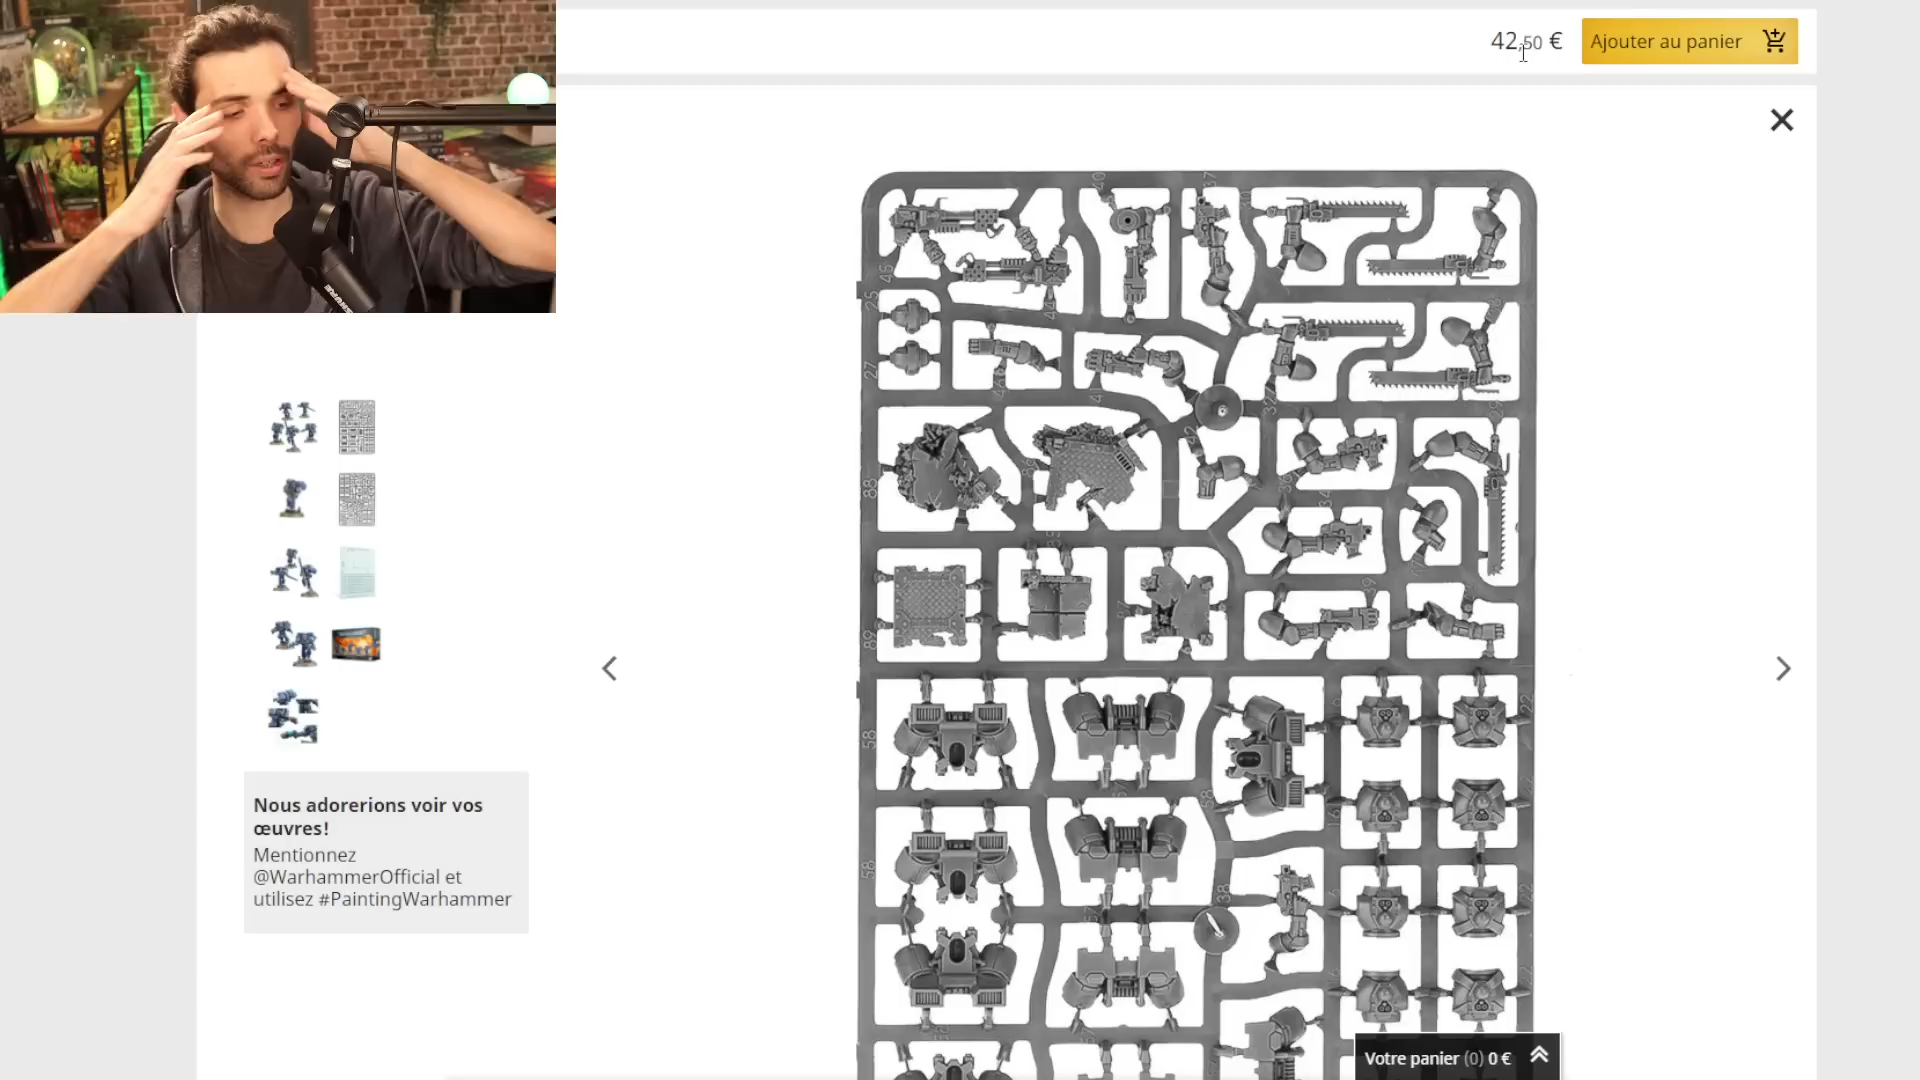 42,50 €
Ajouter au panier
SHURE
Nous adorerions voir vos
œuvres!
Mentionnez
@WarhammerOfficial et
utilisez #PaintingWarhammer
Votre panier (0) 0 €